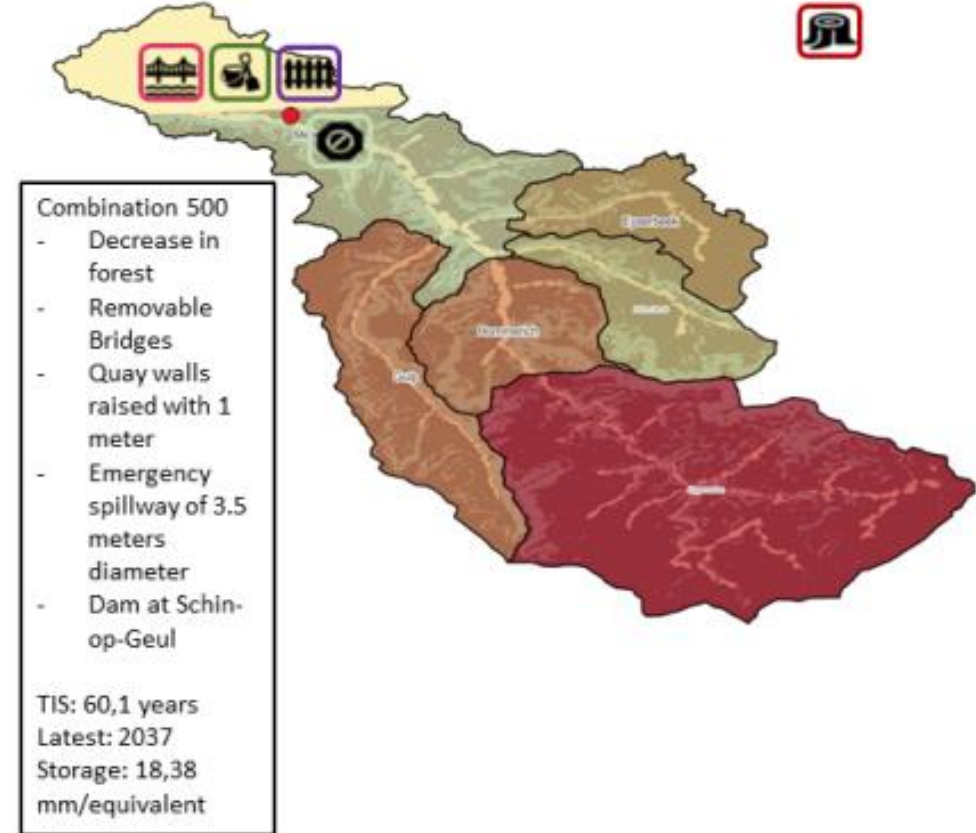 Combination 500
- Decrease in
forest
- Removable
Bridges
- Quay walls
raised with 1
meter
- Emergency
spillway of 3.5
meters
diameter
- Dam at Schin-
op-Geul
TIS: 60,1 years
Latest: 2037
Storage: 18,38
mm/equivalent
Eyserbeek
Gulp